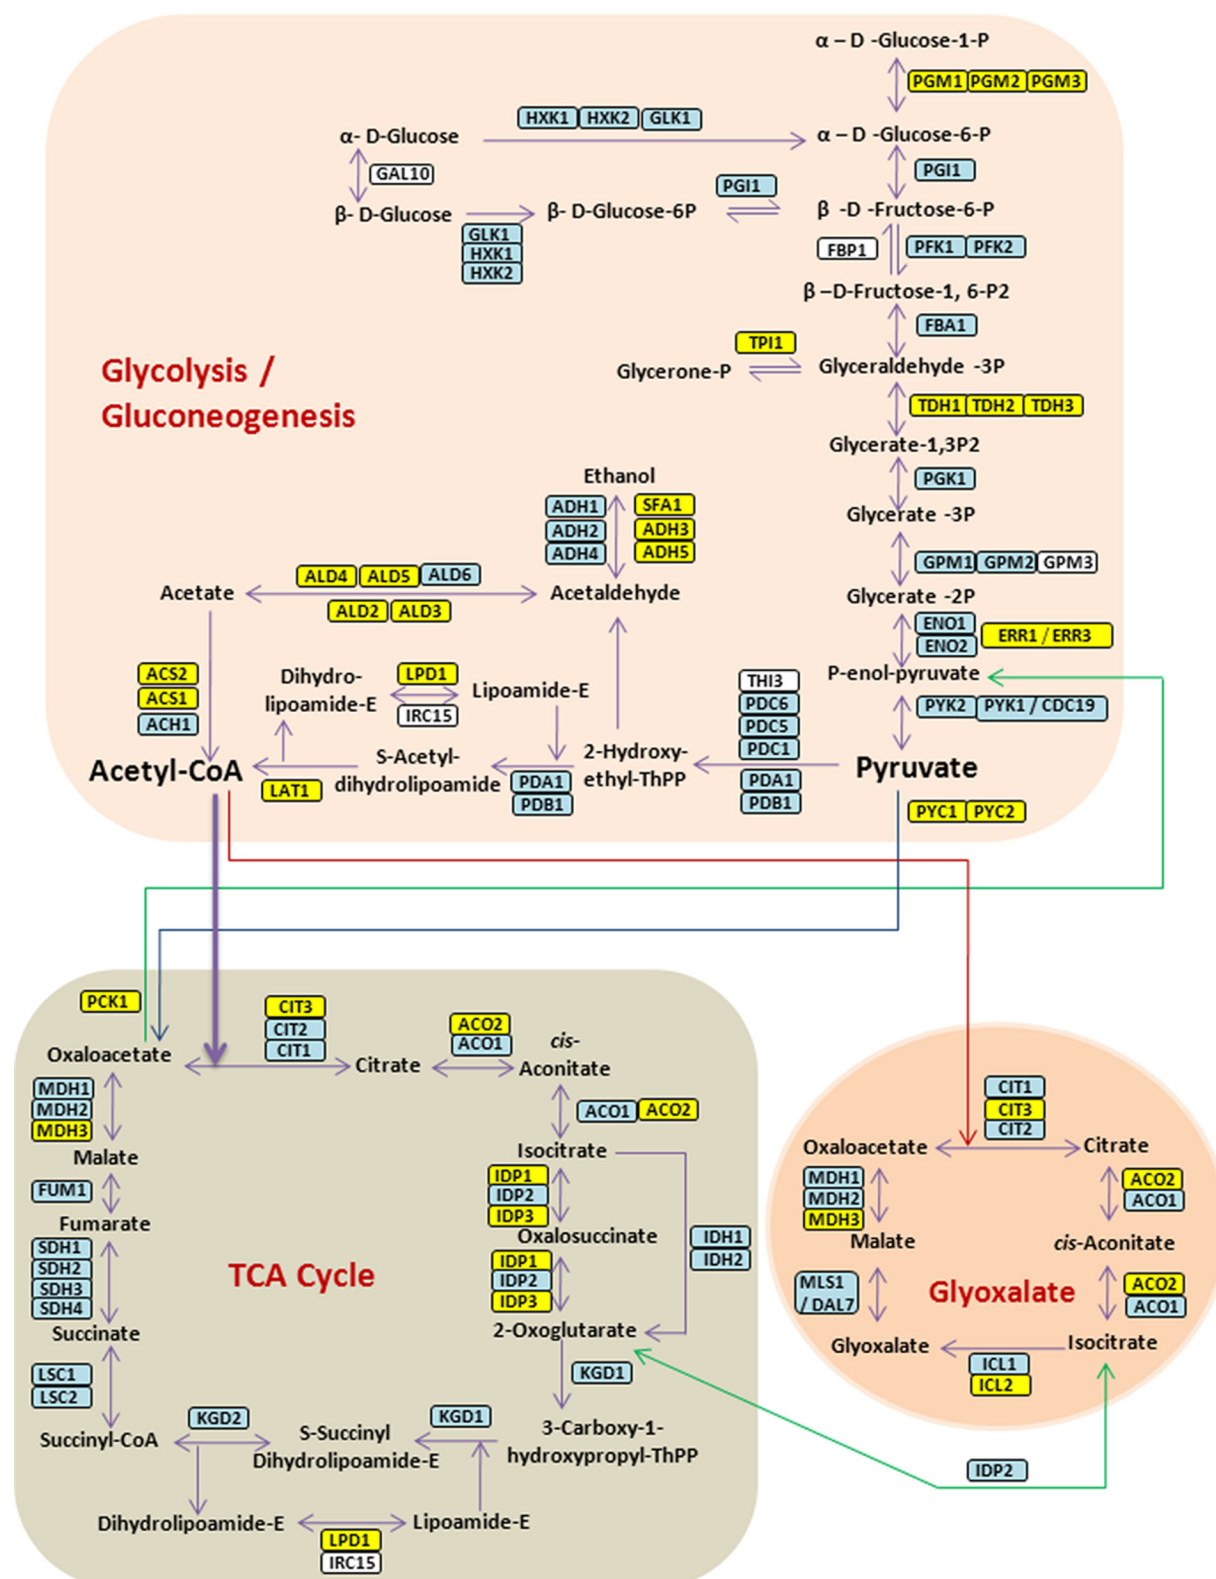 α – D -Glucose-1-P
PGM1 PGM2 PGM3
HXK1 HXK2 GLK1
α- D-Glucose
α – D -Glucose-6-P
GAL10
PGI1
PGI1
β- D-Glucose
β- D-Glucose-6P
β -D -Fructose-6-P
GLK1
HXK1
HXK2
FBP1
PFK1 PFK2
β –D-Fructose-1, 6-P2
FBA1
TPI1
Glycerone-P
Glyceraldehyde -3P
Glycolysis /
Gluconeogenesis
TDH1 TDH2 TDH3
Glycerate-1,3P2
PGK1
Ethanol
ADH1
ADH2
ADH4
SFA1
ADH3
ADH5
Glycerate -3P
GPM1 GPM2 GPM3
ALD4 ALD5 ALD6
Acetate
Acetaldehyde
ALD2 ALD3
Glycerate -2P
ENO1
ENO2
ERR1 / ERR3
P-enol-pyruvate
PYK2 PYK1 / CDC19
ACS2
ACS1
ACH1
Dihydro-
lipoamide-E
LPD1
IRC15
Lipoamide-E
THI3
PDC6
PDC5
PDC1
PDA1
PDB1
Acetyl-CoA
LAT1
S-Acetyl-
dihydrolipoamide
PDA1
PDB1
2-Hydroxy-
ethyl-ThPP
Pyruvate
PYC1 PYC2
PCK1
CIT3
CIT2
CIT1
Oxaloacetate
Citrate
ACO2
ACO1
cis-
Aconitate
MDH1
MDH2
MDH3
ACO1 ACO2
Malate
Isocitrate
FUM1
IDP1
IDP2
IDP3
Fumarate
Oxalosuccinate
SDH1
SDH2
SDH3
SDH4
TCA Cycle
IDH1
IDH2
IDP1
IDP2
IDP3
Succinate
2-Oxoglutarate
LSC1
LSC2
KGD1
Succinyl-CoA
KGD2
S-Succinyl
Dihydrolipoamide-E
KGD1
3-Carboxy-1-
hydroxypropyl-ThPP
Dihydrolipoamide-E
LPD1
IRC15
Lipoamide-E
CIT1
CIT3
CIT2
Oxaloacetate
Citrate
MDH1
MDH2
MDH3
ACO2
ACO1
Malate
cis-Aconitate
MLS1
/ DAL7
Glyoxalate
ACO2
ACO1
Glyoxalate
Isocitrate
ICL1
ICL2
IDP2